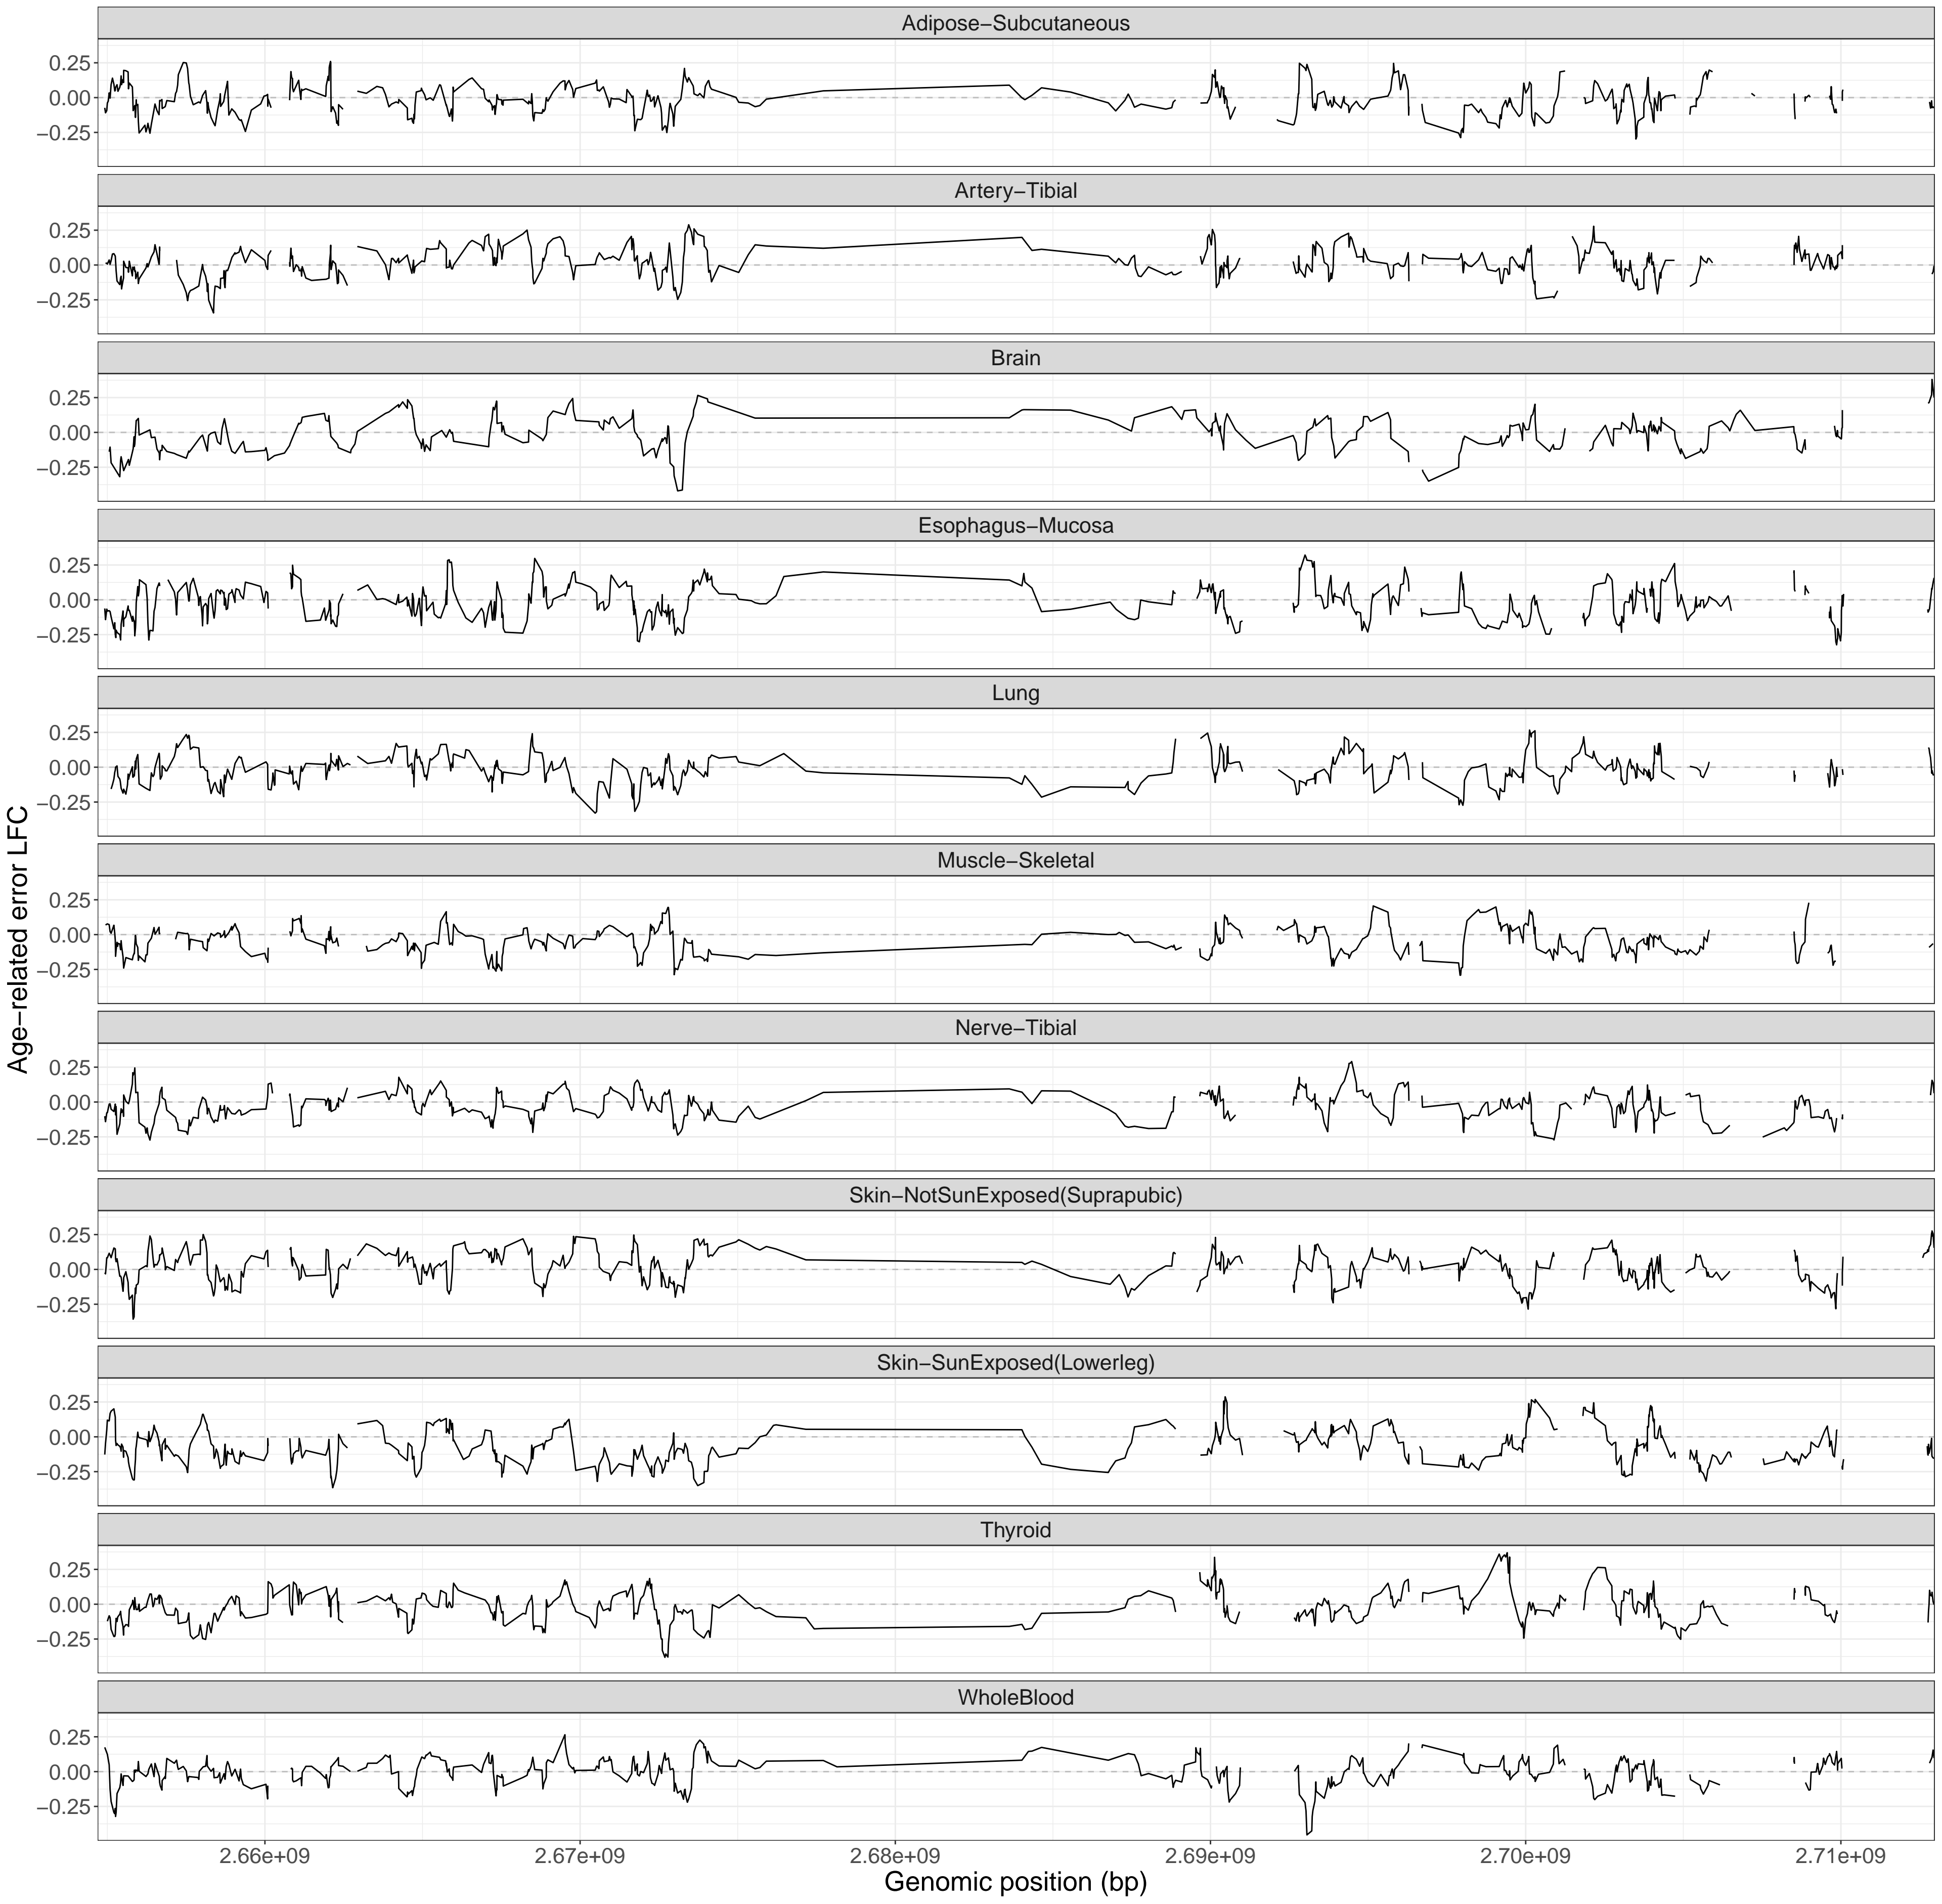 Adipose−Subcutaneous
0.25
0.00
−0.25
Artery−Tibial
0.25
0.00
−0.25
Brain
0.25
0.00
−0.25
Esophagus−Mucosa
0.25
0.00
−0.25
Lung
0.25
0.00
−0.25
Muscle−Skeletal
0.25
0.00
−0.25
Nerve−Tibial
0.25
0.00
−0.25
Skin−NotSunExposed(Suprapubic)
0.25
0.00
−0.25
Skin−SunExposed(Lowerleg)
0.25
0.00
−0.25
Thyroid
0.25
0.00
−0.25
WholeBlood
0.25
0.00
−0.25
2.66e+09 2.67e+09 2.68e+09 2.69e+09 2.70e+09 2.71e+09
Genomic position (bp)
Age−related error LFC